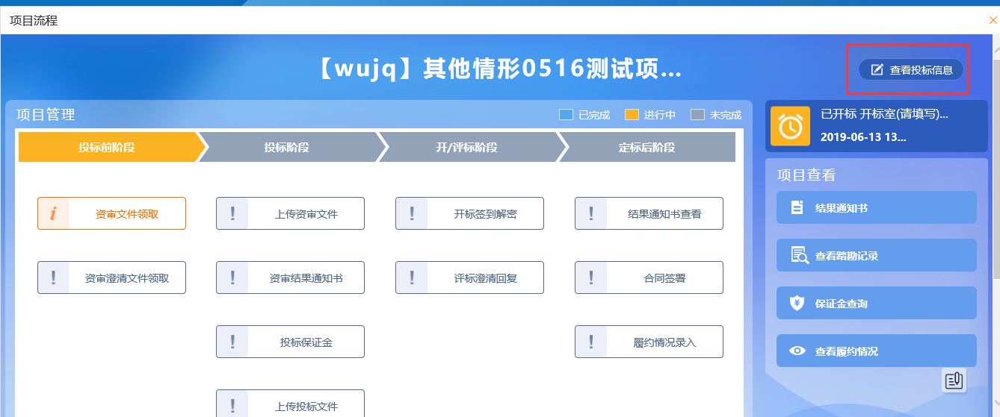 项目流程
【wujq】其他情形0516测试项...
查看投标信息
项目管理
已完成 进行中 未完成
投标前阶段 投标阶段 开/评标阶段 定标后阶段
资审文件领取 上传资审文件 开标签到解密 结果通知书查看
资审澄清文件领取 资审结果通知书 评标澄清回复 合同签署
投标保证金 履约情况录入
上传投标文件
已开标 开标室(请填写)...
2019-06-13 13...
项目查看
结果通知书
查看踏勘记录
保证金查询
查看履约情况